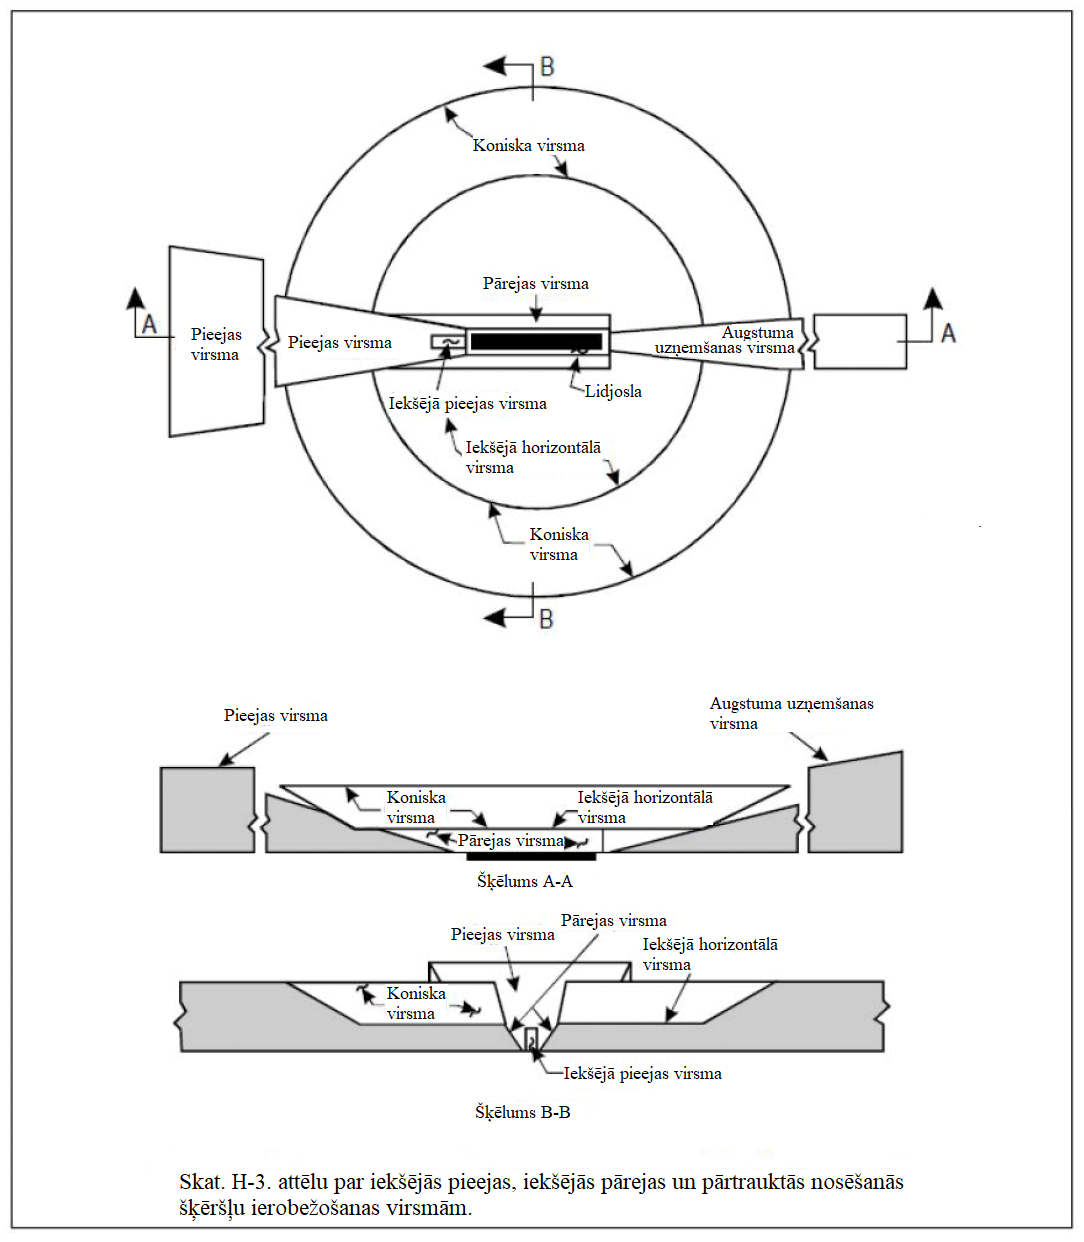 B
Koniska virsma
Pārejas virsma
A
Pieejas
virsma
Pieejas virsma
Augstuma
uzņemšanas virsma
A
Lidjosla
Iekšējā pieejas virsma
Iekšējā horizontālā
virsma
Koniska
virsma
B
Pieejas virsma
Augstuma uzņemšanas
virsma
Koniska
virsma
Iekšējā horizontālā
virsma
Pārejas virsma
Šķēlums A-A
Pieejas virsma
Pārejas virsma
Iekšējā horizontālā
virsma
Koniska
virsma
Iekšējā pieejas virsma
Šķēlums B-B
Skat. H-3. attēlu par iekšējās pieejas, iekšējās pārejas un pārtrauktās nosēšanās
šķēršļu ierobežošanas virsmām.